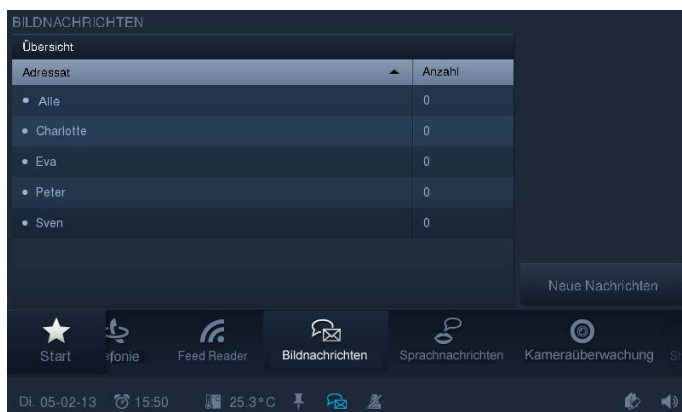 BILDNACHRICHTEN
Übersicht
Adressat Anzahl
Alle 0
Charlotte 0
Eva 0
Peter 0
Sven 0
Neue Nachrichten
Start efonie Feed Reader Bildnachrichten Sprachnachrichten Kameraüberwachung
Di. 05-02-13 15:50 25.3°C